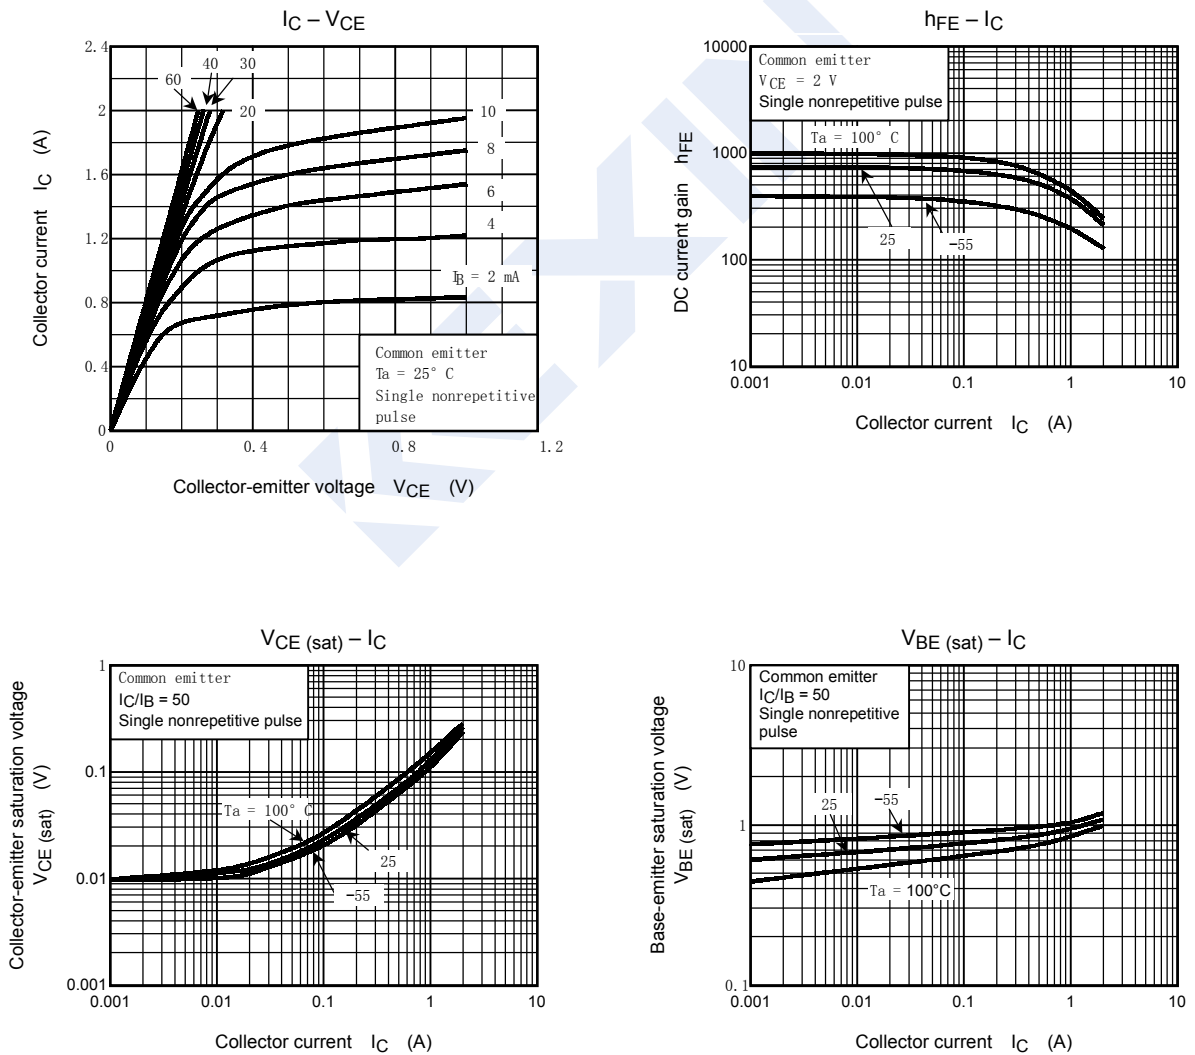 IC – VCE
2.4
2
1.6
1.2
0.8
0.4
0
Collector current IC (A)
60
40
30
20
10
8
6
4
IB = 2 mA
Common emitter
Ta = 25° C
Single nonrepetitive
pulse
0
0.4
0.8
1.2
Collector-emitter voltage VCE (V)
hFE – IC
10000
1000
100
10
DC current gain hFE
Common emitter
VCE = 2 V
Single nonrepetitive pulse
Ta = 100° C
25
−55
0.001
0.01
0.1
1
10
Collector current IC (A)
VCE (sat) – IC
1
0.1
0.01
0.001
Collector-emitter saturation voltage
VCE (sat) (V)
Common emitter
IC/IB = 50
Single nonrepetitive pulse
Ta = 100° C
25
−55
0.001
0.01
0.1
1
10
Collector current IC (A)
VBE (sat) – IC
10
1
0.1
Base-emitter saturation voltage
VBE (sat) (V)
Common emitter
IC/IB = 50
Single nonrepetitive
pulse
25
−55
Ta = 100°C
0.001
0.01
0.1
1
10
Collector current IC (A)